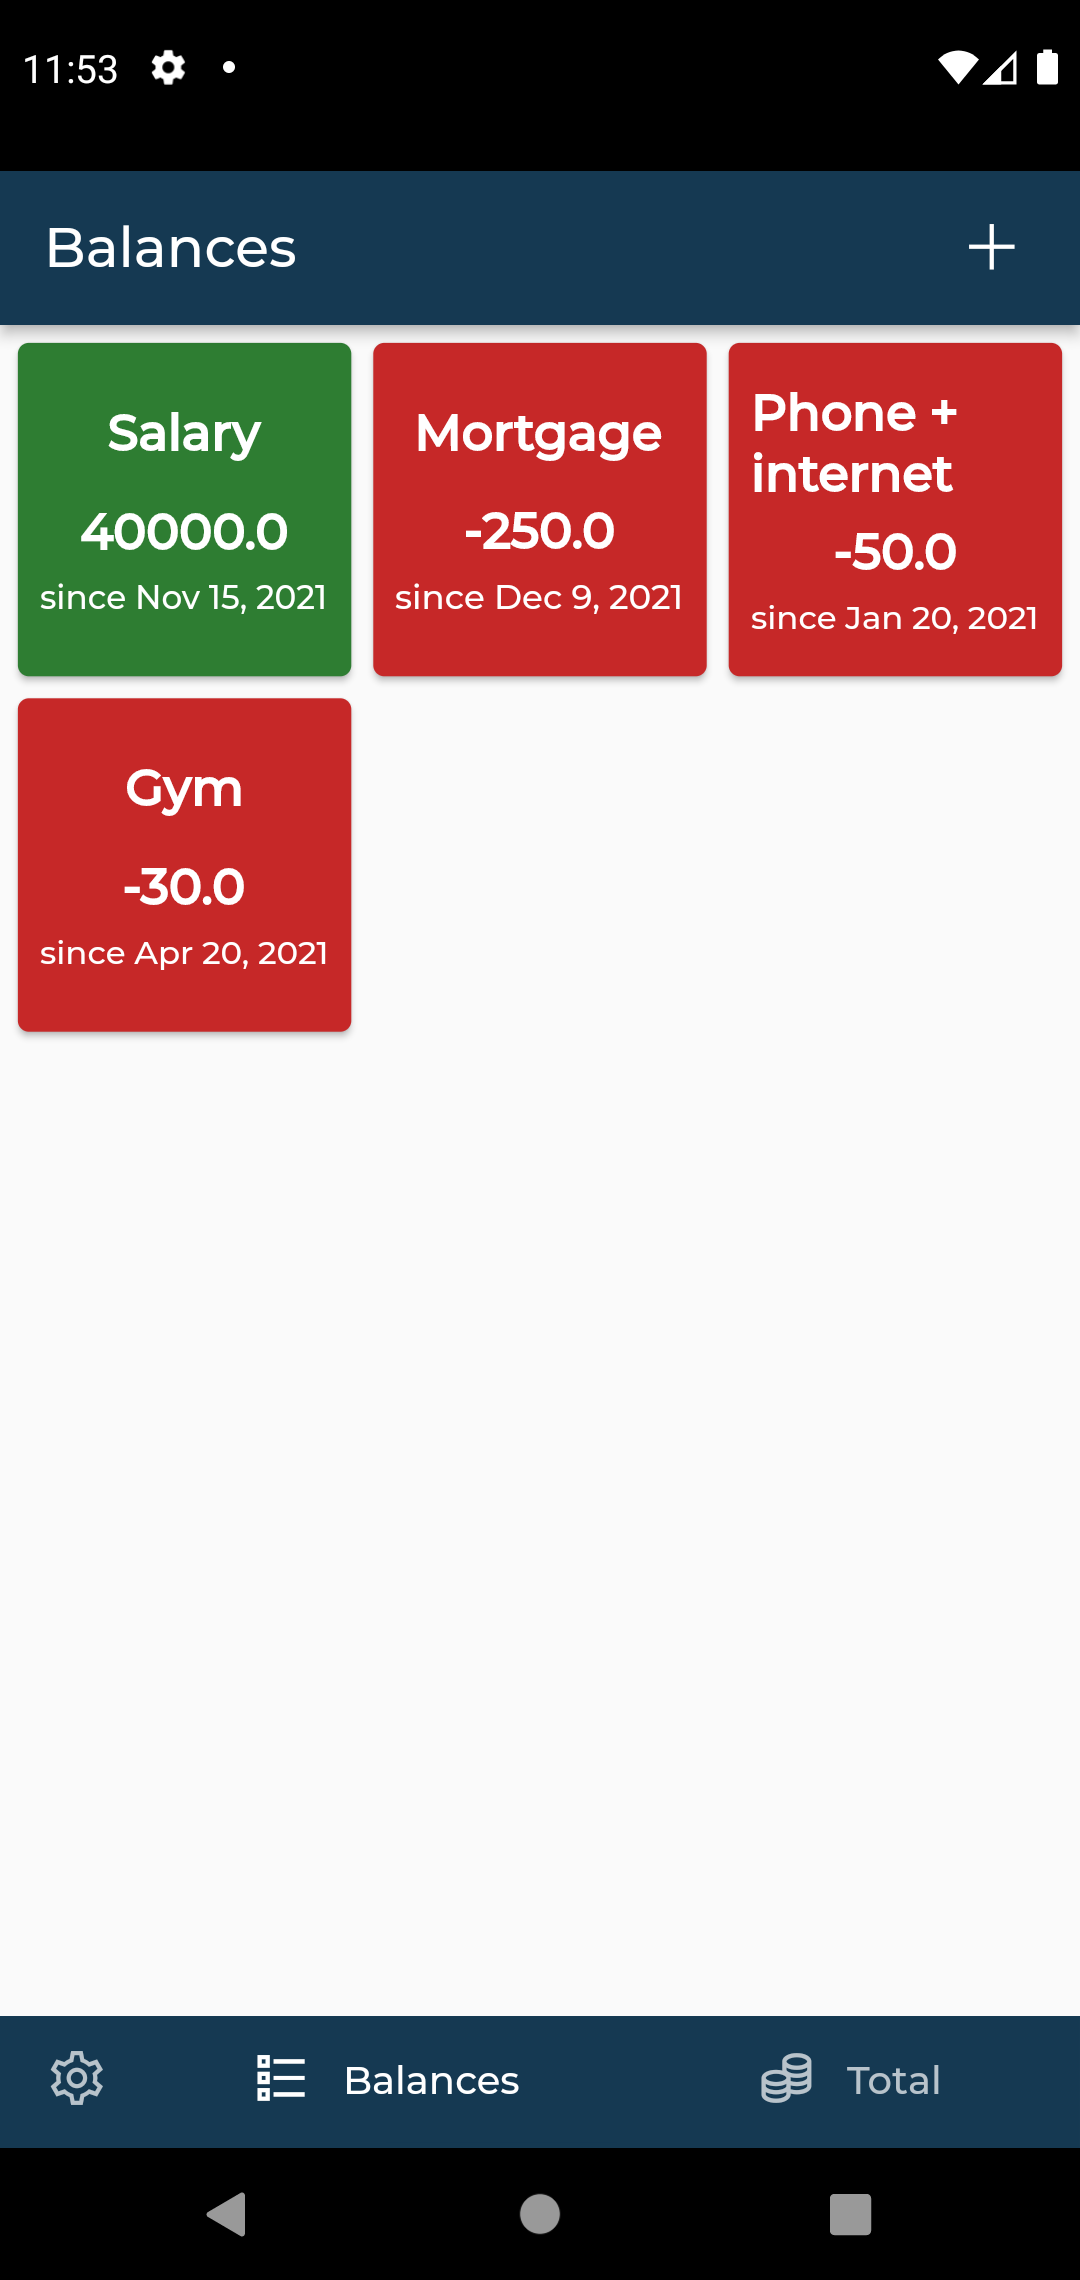 11:53
Balances
Salary
40000.0
since Nov 15, 2021
Mortgage
-250.0
since Dec 9, 2021
Phone +
internet
-50.0
since Jan 20, 2021
Gym
-30.0
since Apr 20, 2021
Balances
Total